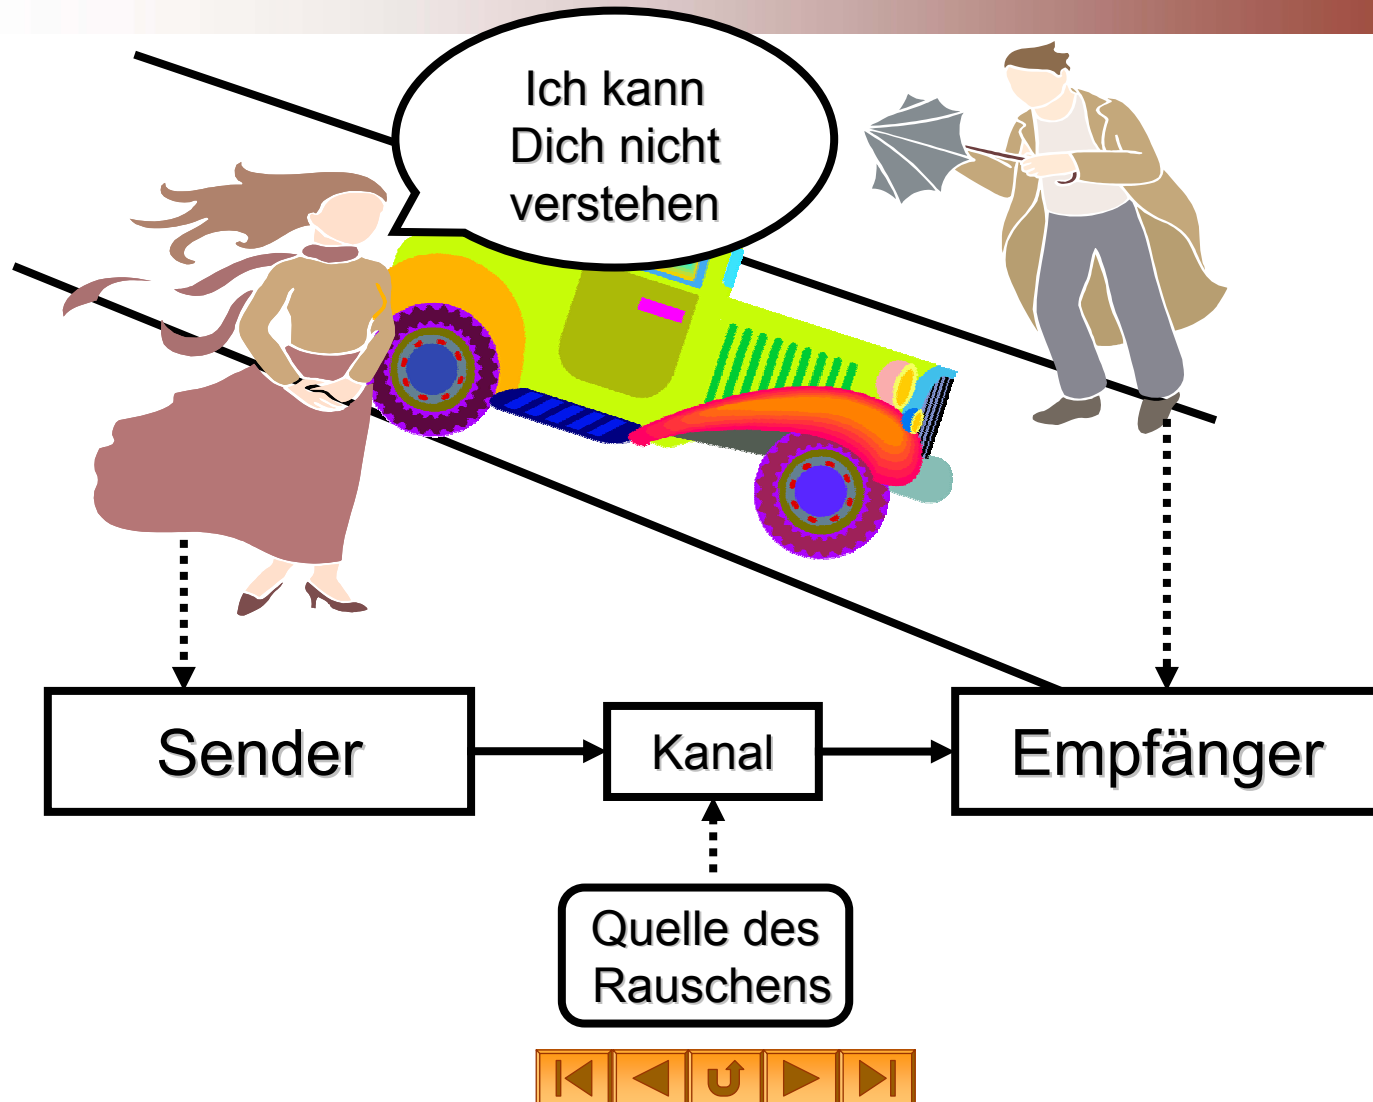 Ich kann
Dich nicht
verstehen
Sender
Kanal
Empfänger
Quelle des
Rauschens